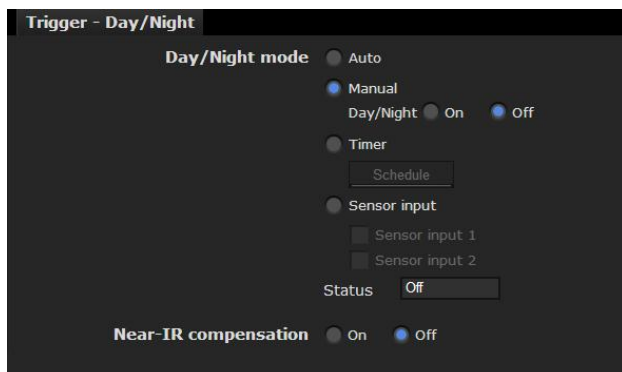 Trigger - Day/Night
Day/Night mode Auto
Manual
Day/Night On Off
Timer
Schedule
Sensor input
Sensor input 1
Sensor input 2
Status Off
Near-IR compensation On Off